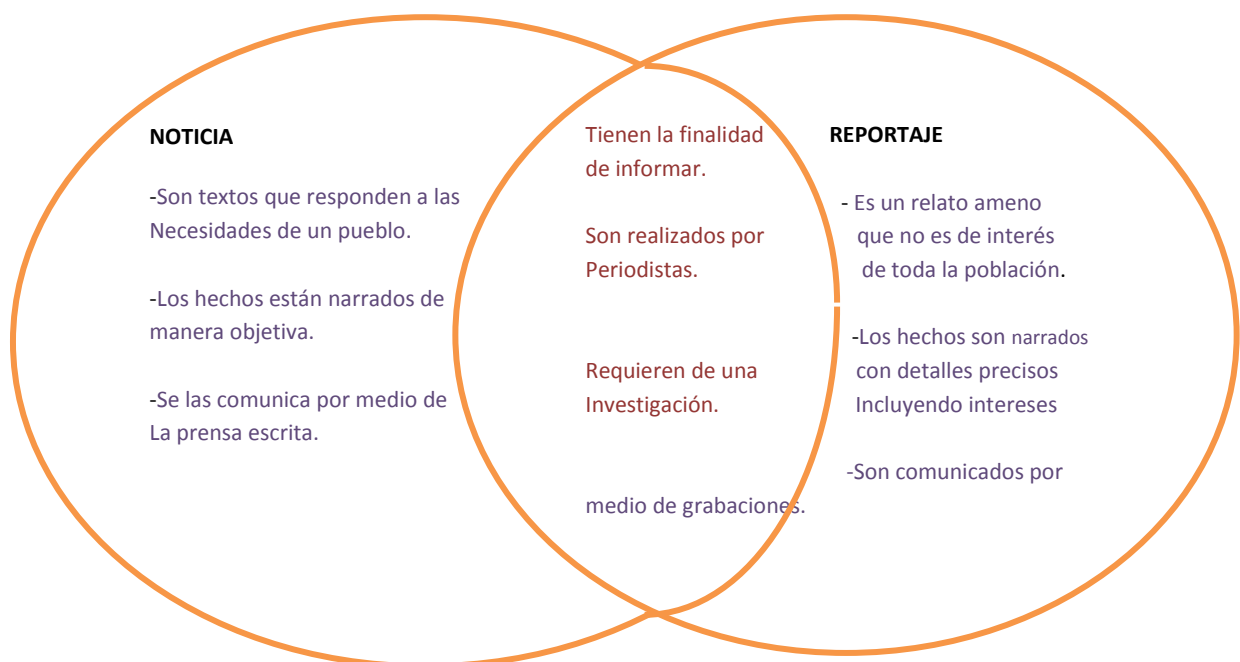 NOTICIA
-Son textos que responden a las
Necesidades de un pueblo.
-Los hechos están narrados de
manera objetiva.
-Se las comunica por medio de
La prensa escrita.
Tienen la finalidad
de informar.
Son realizados por
Periodistas.
Requieren de una
Investigación.
REPORTAJE
- Es un relato ameno
que no es de interés
de toda la población.
-Los hechos son narrados
con detalles precisos
Incluyendo intereses
-Son comunicados por
medio de grabaciones.